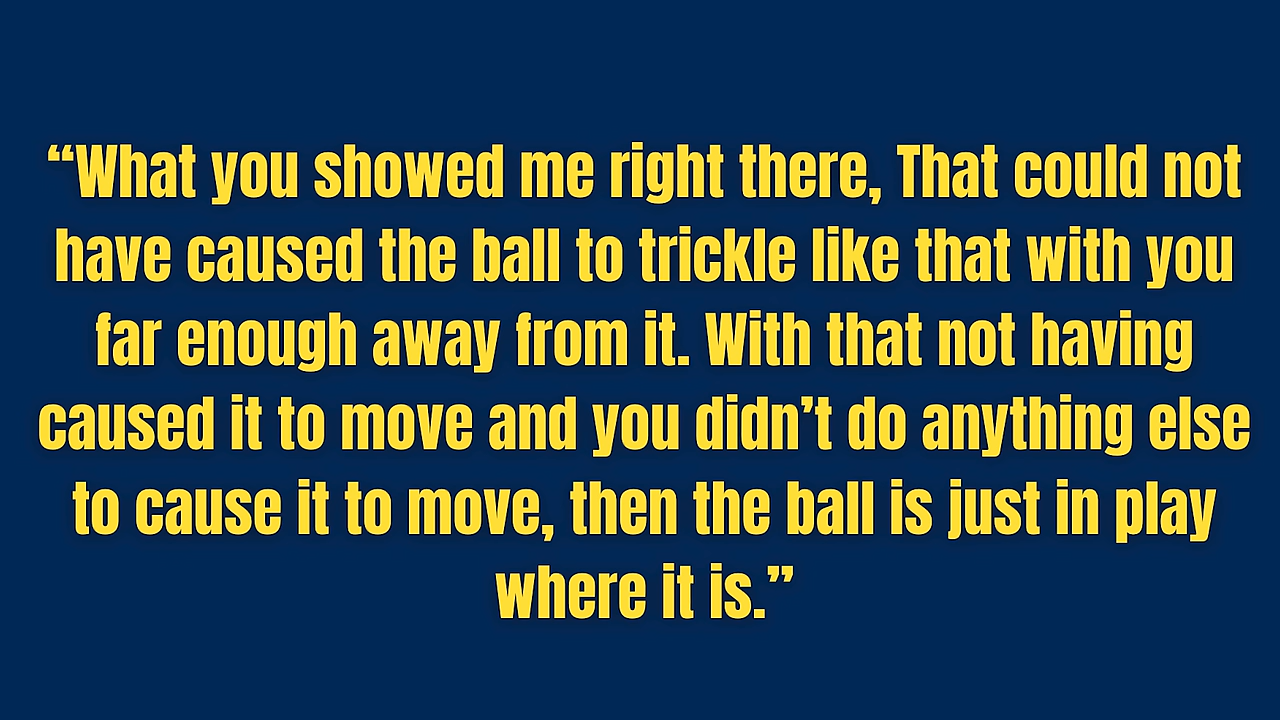 “What you showed me right there, That could not
have caused the ball to trickle like that with you
far enough away from it. With that not having
caused it to move and you didn’t do anything else
to cause it to move, then the ball is just in play
where it is.”